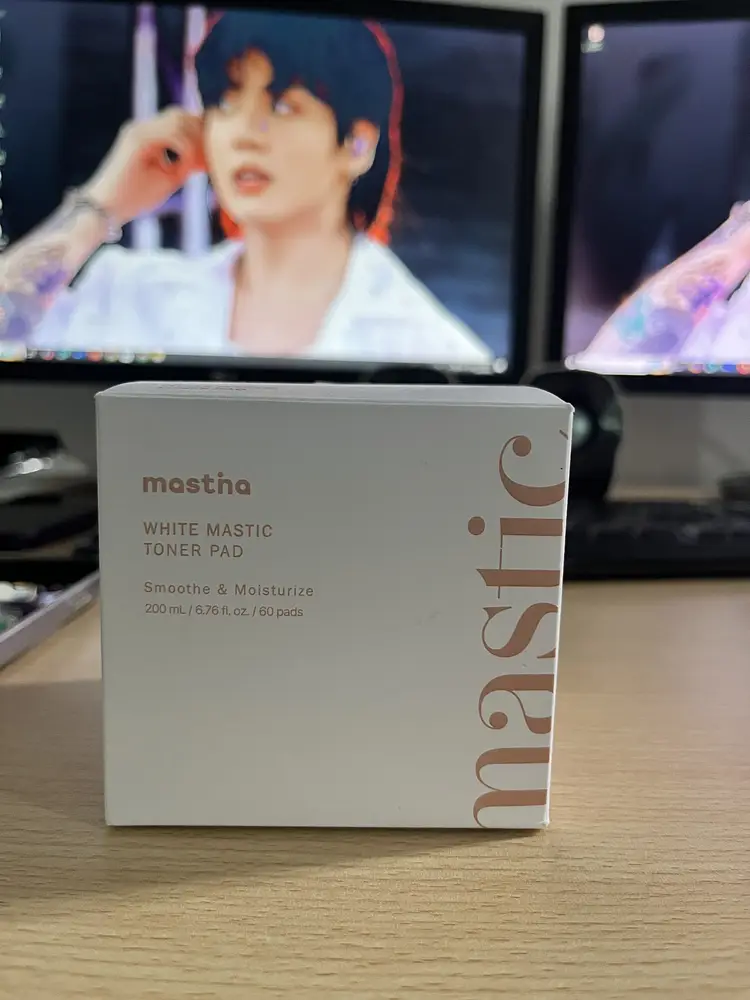 mastina
WHITE MASTIC
TONER PAD
Smoothe & Moisturize
200 mL / 6.76 fl. oz. / 60 pads
mastic